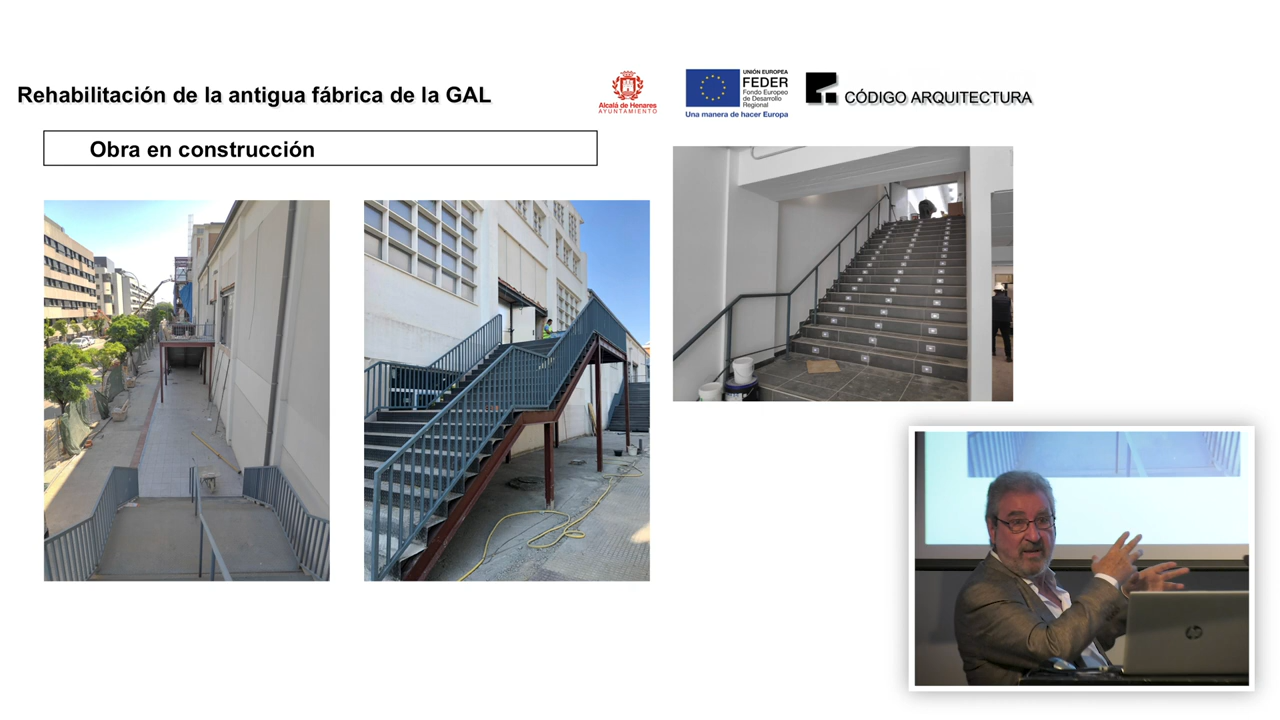 Rehabilitación de la antigua fábrica de la GAL
Alcalá de Henares
AYUNTAMIENTO
UNIÓN EUROPEA
FEDER
Fondo Europeo
de Desarrollo
Regional
Una manera de hacer Europa
CÓDIGO ARQUITECTURA
Obra en construcción
hp